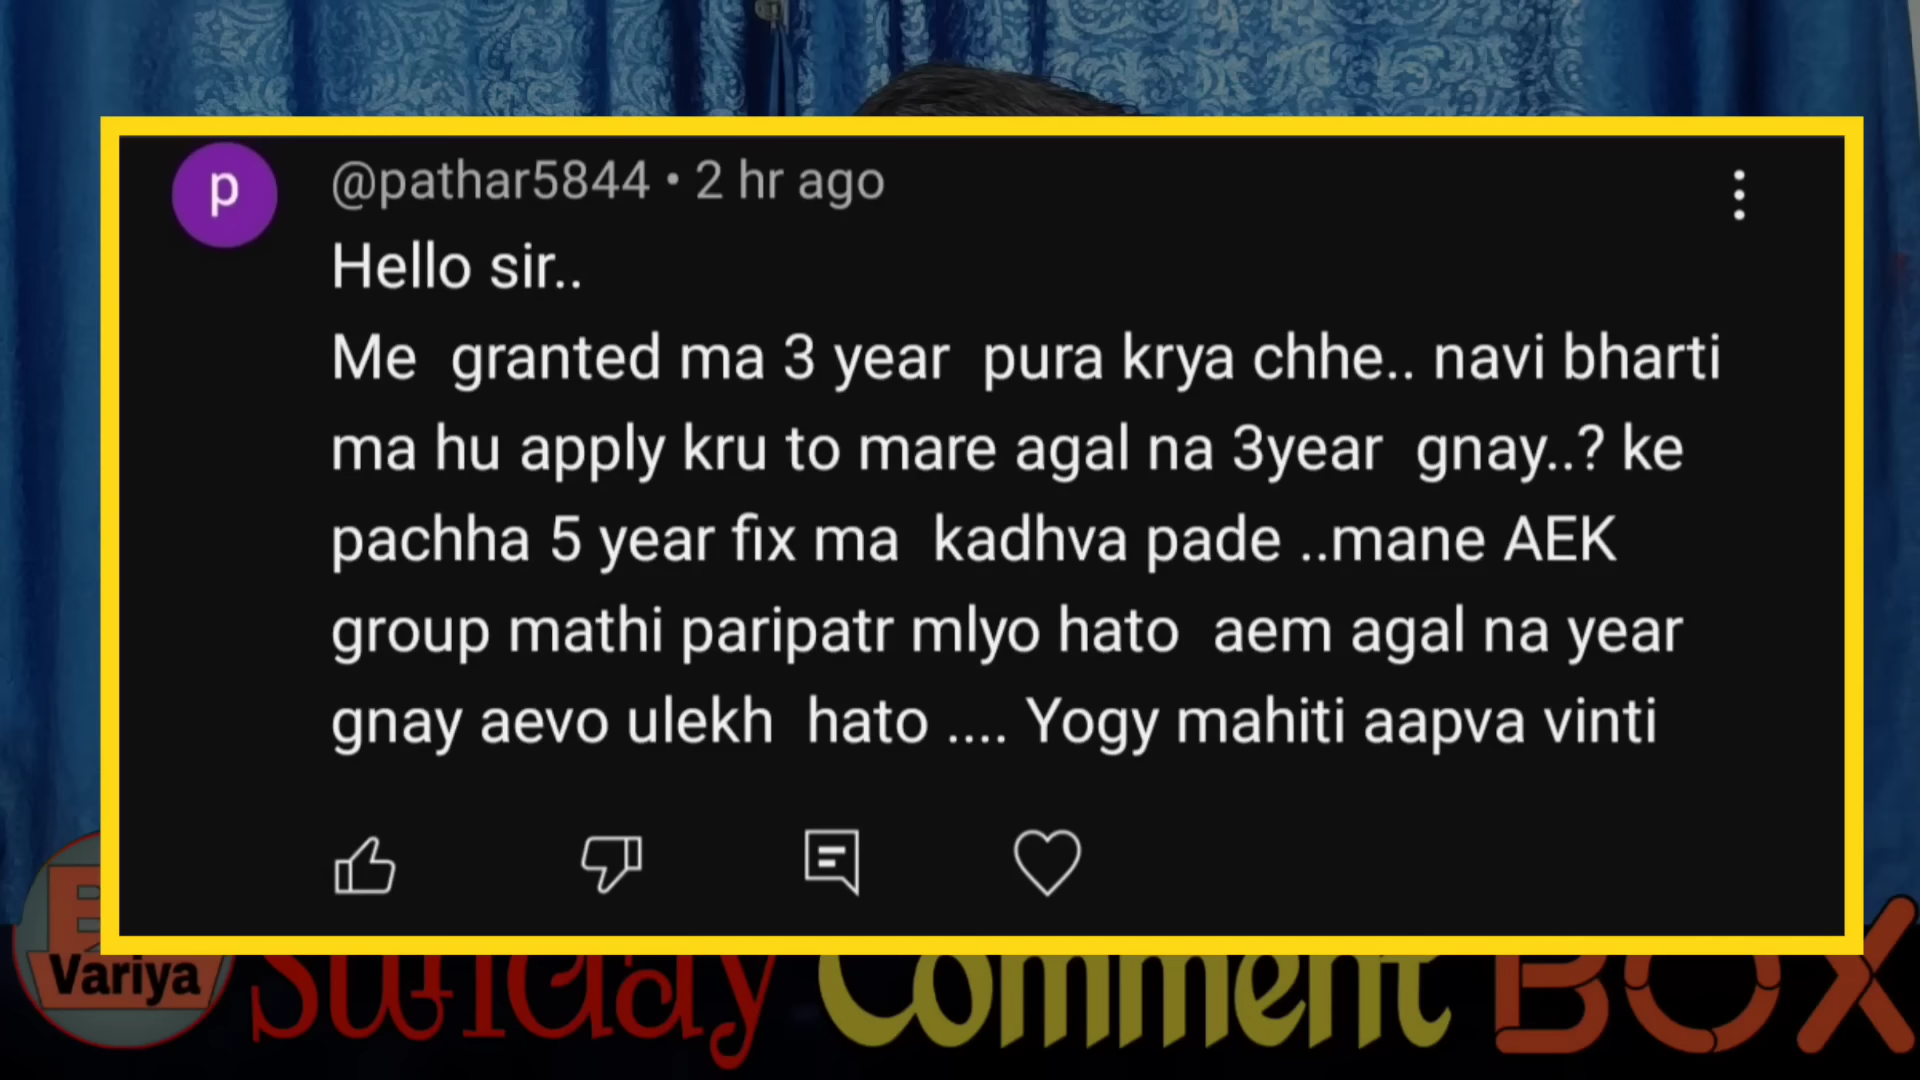 p
@pathar5844 • 2 hr ago
Hello sir..
Me granted ma 3 year pura krya chhe.. navi bharti
ma hu apply kru to mare agal na 3year gnay..? ke
pachha 5 year fix ma kadhva pade ..mane AEK
group mathi paripatr mlyo hato aem agal na year
gnay aevo ulekh hato .... Yogy mahiti aapva vinti
Variya
Sunday Comment BOX